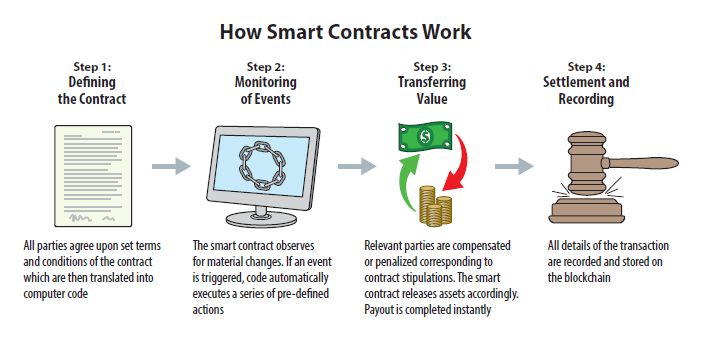 How Smart Contracts Work
Step 1:
Defining
the Contract
Step 2:
Monitoring
of Events
Step 3:
Transferring
Value
Step 4:
Settlement and
Recording
$
All parties agree upon set terms
and conditions of the contract
which are then translated into
computer code
The smart contract observes
for material changes. If an event
is triggered, code automatically
executes a series of pre-defined
actions
Relevant parties are compensated
or penalized corresponding to
contract stipulations. The smart
contract releases assets accordingly.
Payout is completed instantly
All details of the transaction
are recorded and stored on
the blockchain